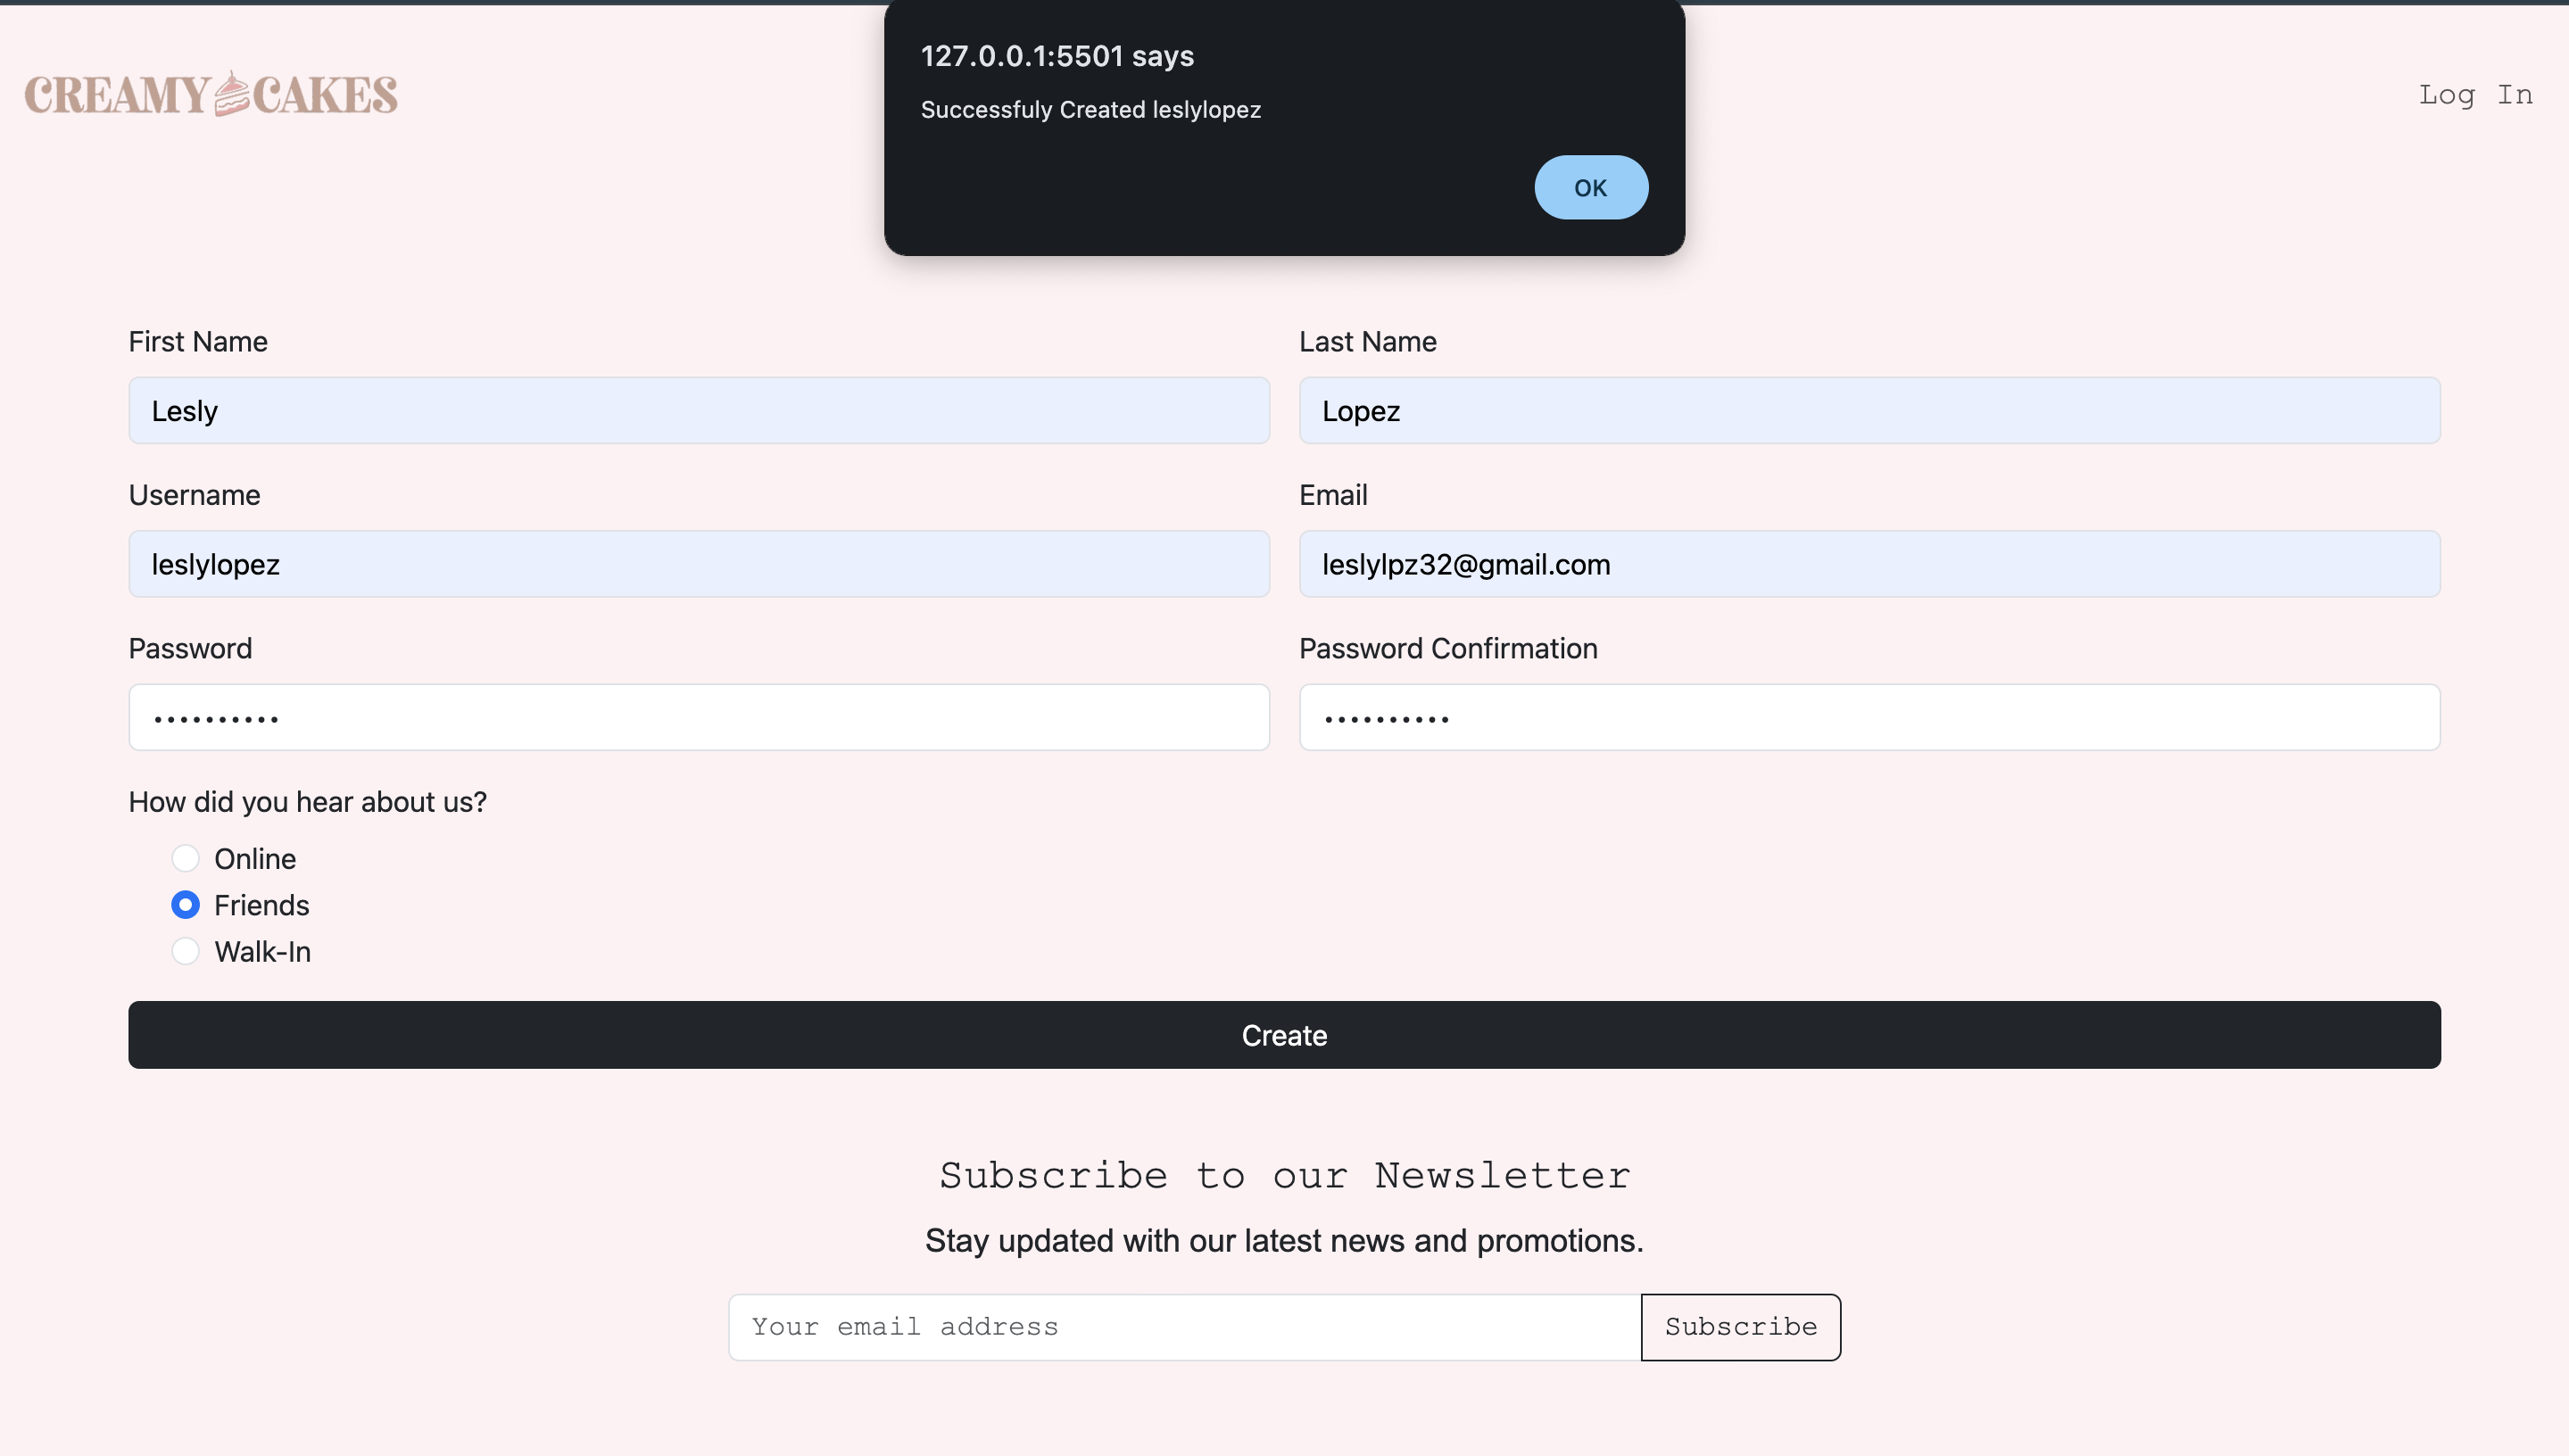 127.0.0.1:5501 says
Successfuly Created leslylopez
OK
CREAMY CAKES
Log In
First Name
Last Name
Lesly
Lopez
Username
Email
leslylopez
leslylpz32@gmail.com
Password
Password Confirmation
••••••••••
••••••••••
How did you hear about us?
Online
Friends
Walk-In
Create
Subscribe to our Newsletter
Stay updated with our latest news and promotions.
Your email address
Subscribe